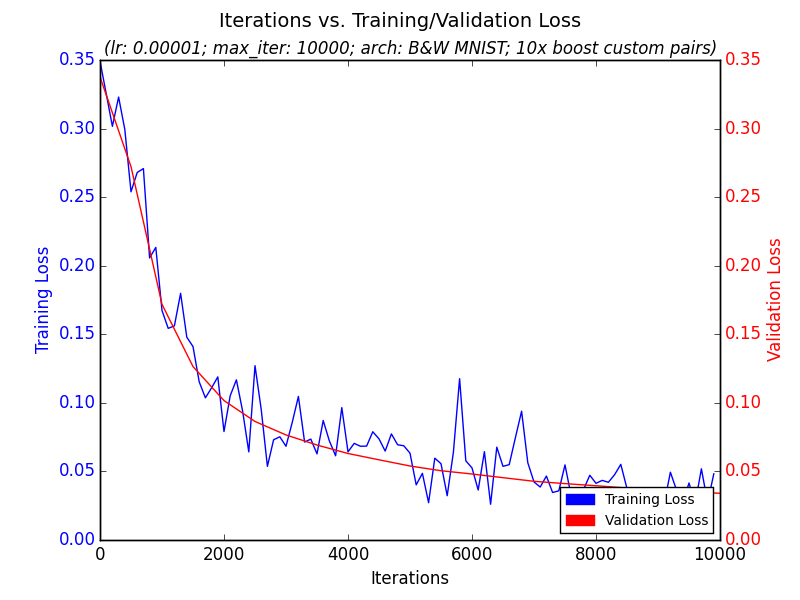 Iterations vs. Training/Validation Loss
(lr: 0.00001; max_iter: 10000; arch: B&W MNIST; 10x boost custom pairs)
0.35
0.30
0.25
0.20
0.15
0.10
0.05
0.00
Training Loss
0.35
0.30
0.25
0.20
0.15
0.10
0.05
0.00
Validation Loss
Training Loss
Validation Loss
0 2000 4000 6000 8000 10000
Iterations